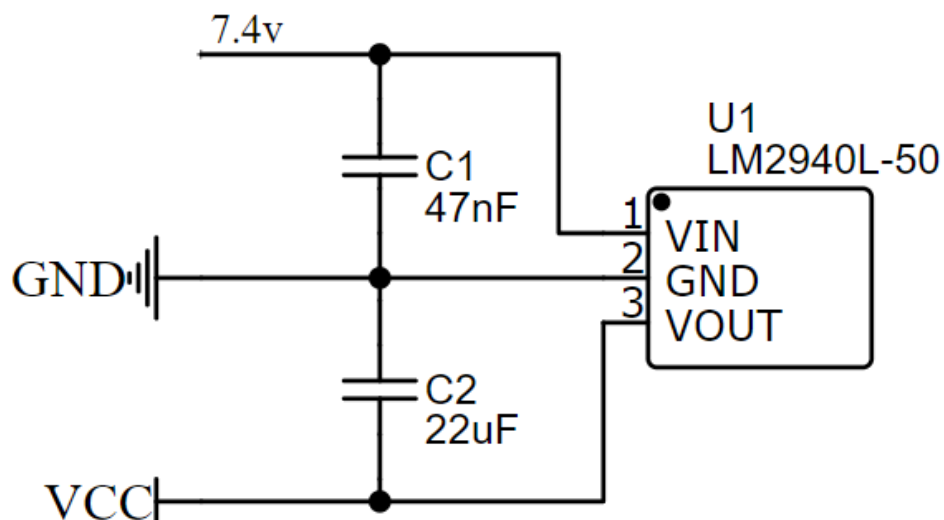 7.4v
U1
LM2940L-50
C1
47nF
1
VIN
GND
2
GND
3
VOUT
C2
22uF
VCC